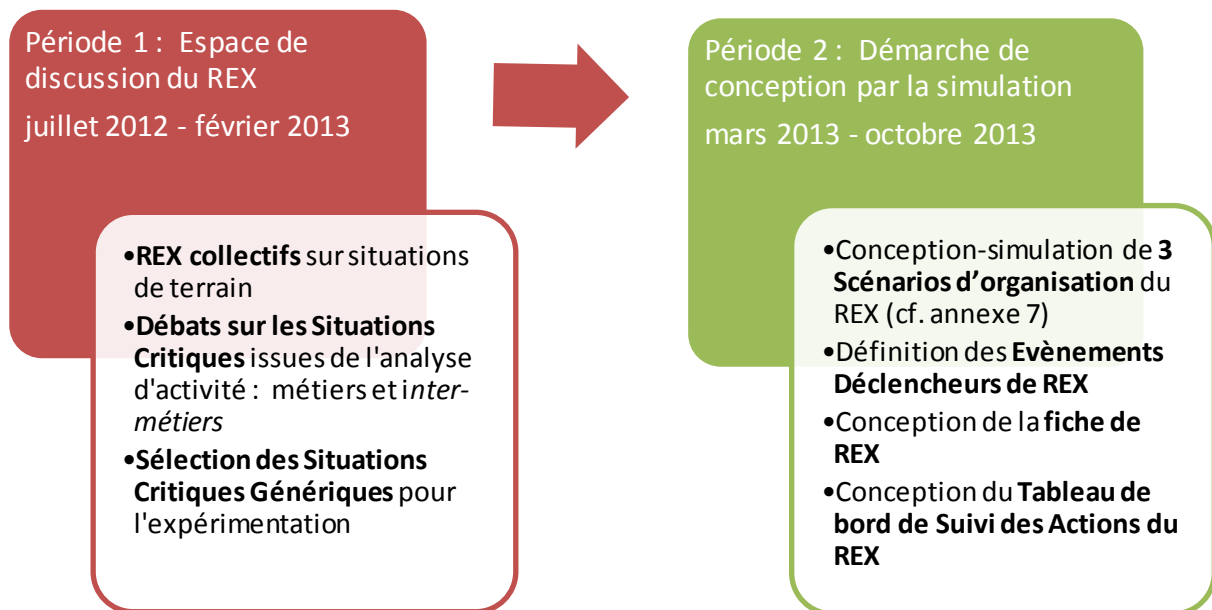 Période 1 : Espace de
discussion du REX
juillet 2012 - février 2013
•REX collectifs sur situations
de terrain
•Débats sur les Situations
Critiques issues de l'analyse
d'activité : métiers et inter-
métiers
•Sélection des Situations
Critiques Génériques pour
l'expérimentation
Période 2 : Démarche de
conception par la simulation
mars 2013 - octobre 2013
•Conception-simulation de 3
Scénarios d'organisation du
REX (cf. annexe 7)
•Définition des Evènements
Déclencheurs de REX
•Conception de la fiche de
REX
•Conception du Tableau de
bord de Suivi des Actions du
REX